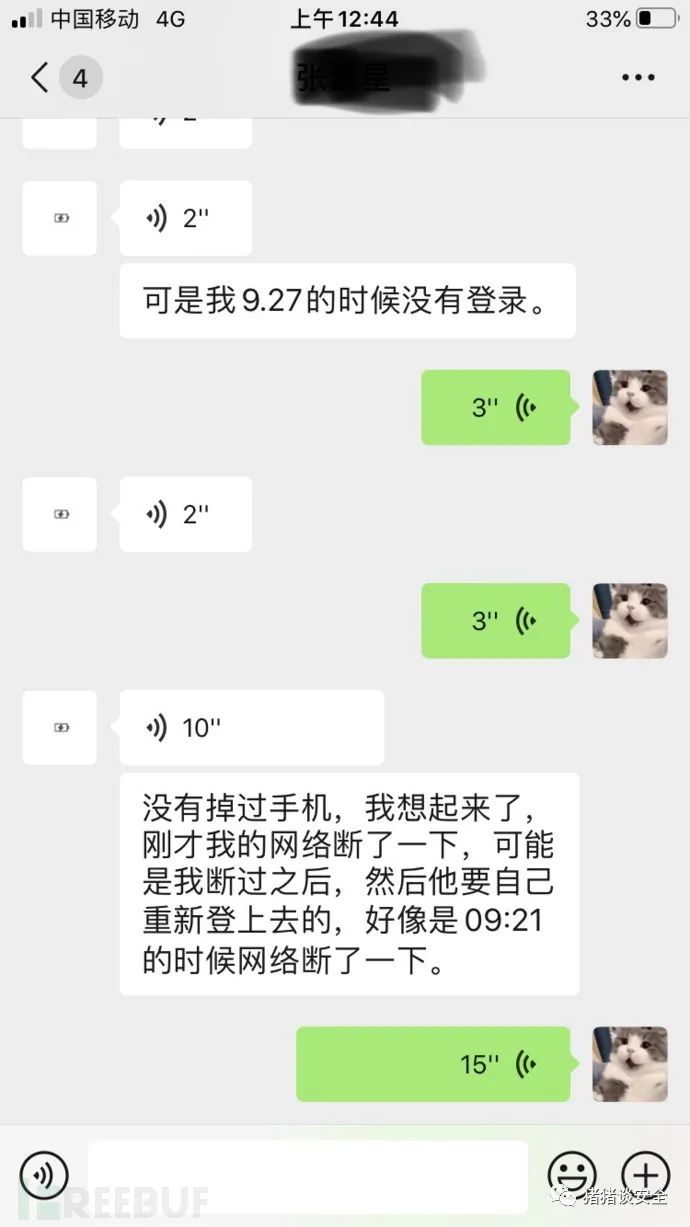 中国移动 4G 上午12:44 33%
4 张 星
2''
2''
可是我9.27的时候没有登录。
3''
2''
3''
10''
没有掉过手机，我想起来了，
刚才我的网络断了一下，可能
是我断过之后，然后他要自己
重新登上去的，好像是09:21
的时候网络断了一下。
15''
REEBUF
猪猪谈安全